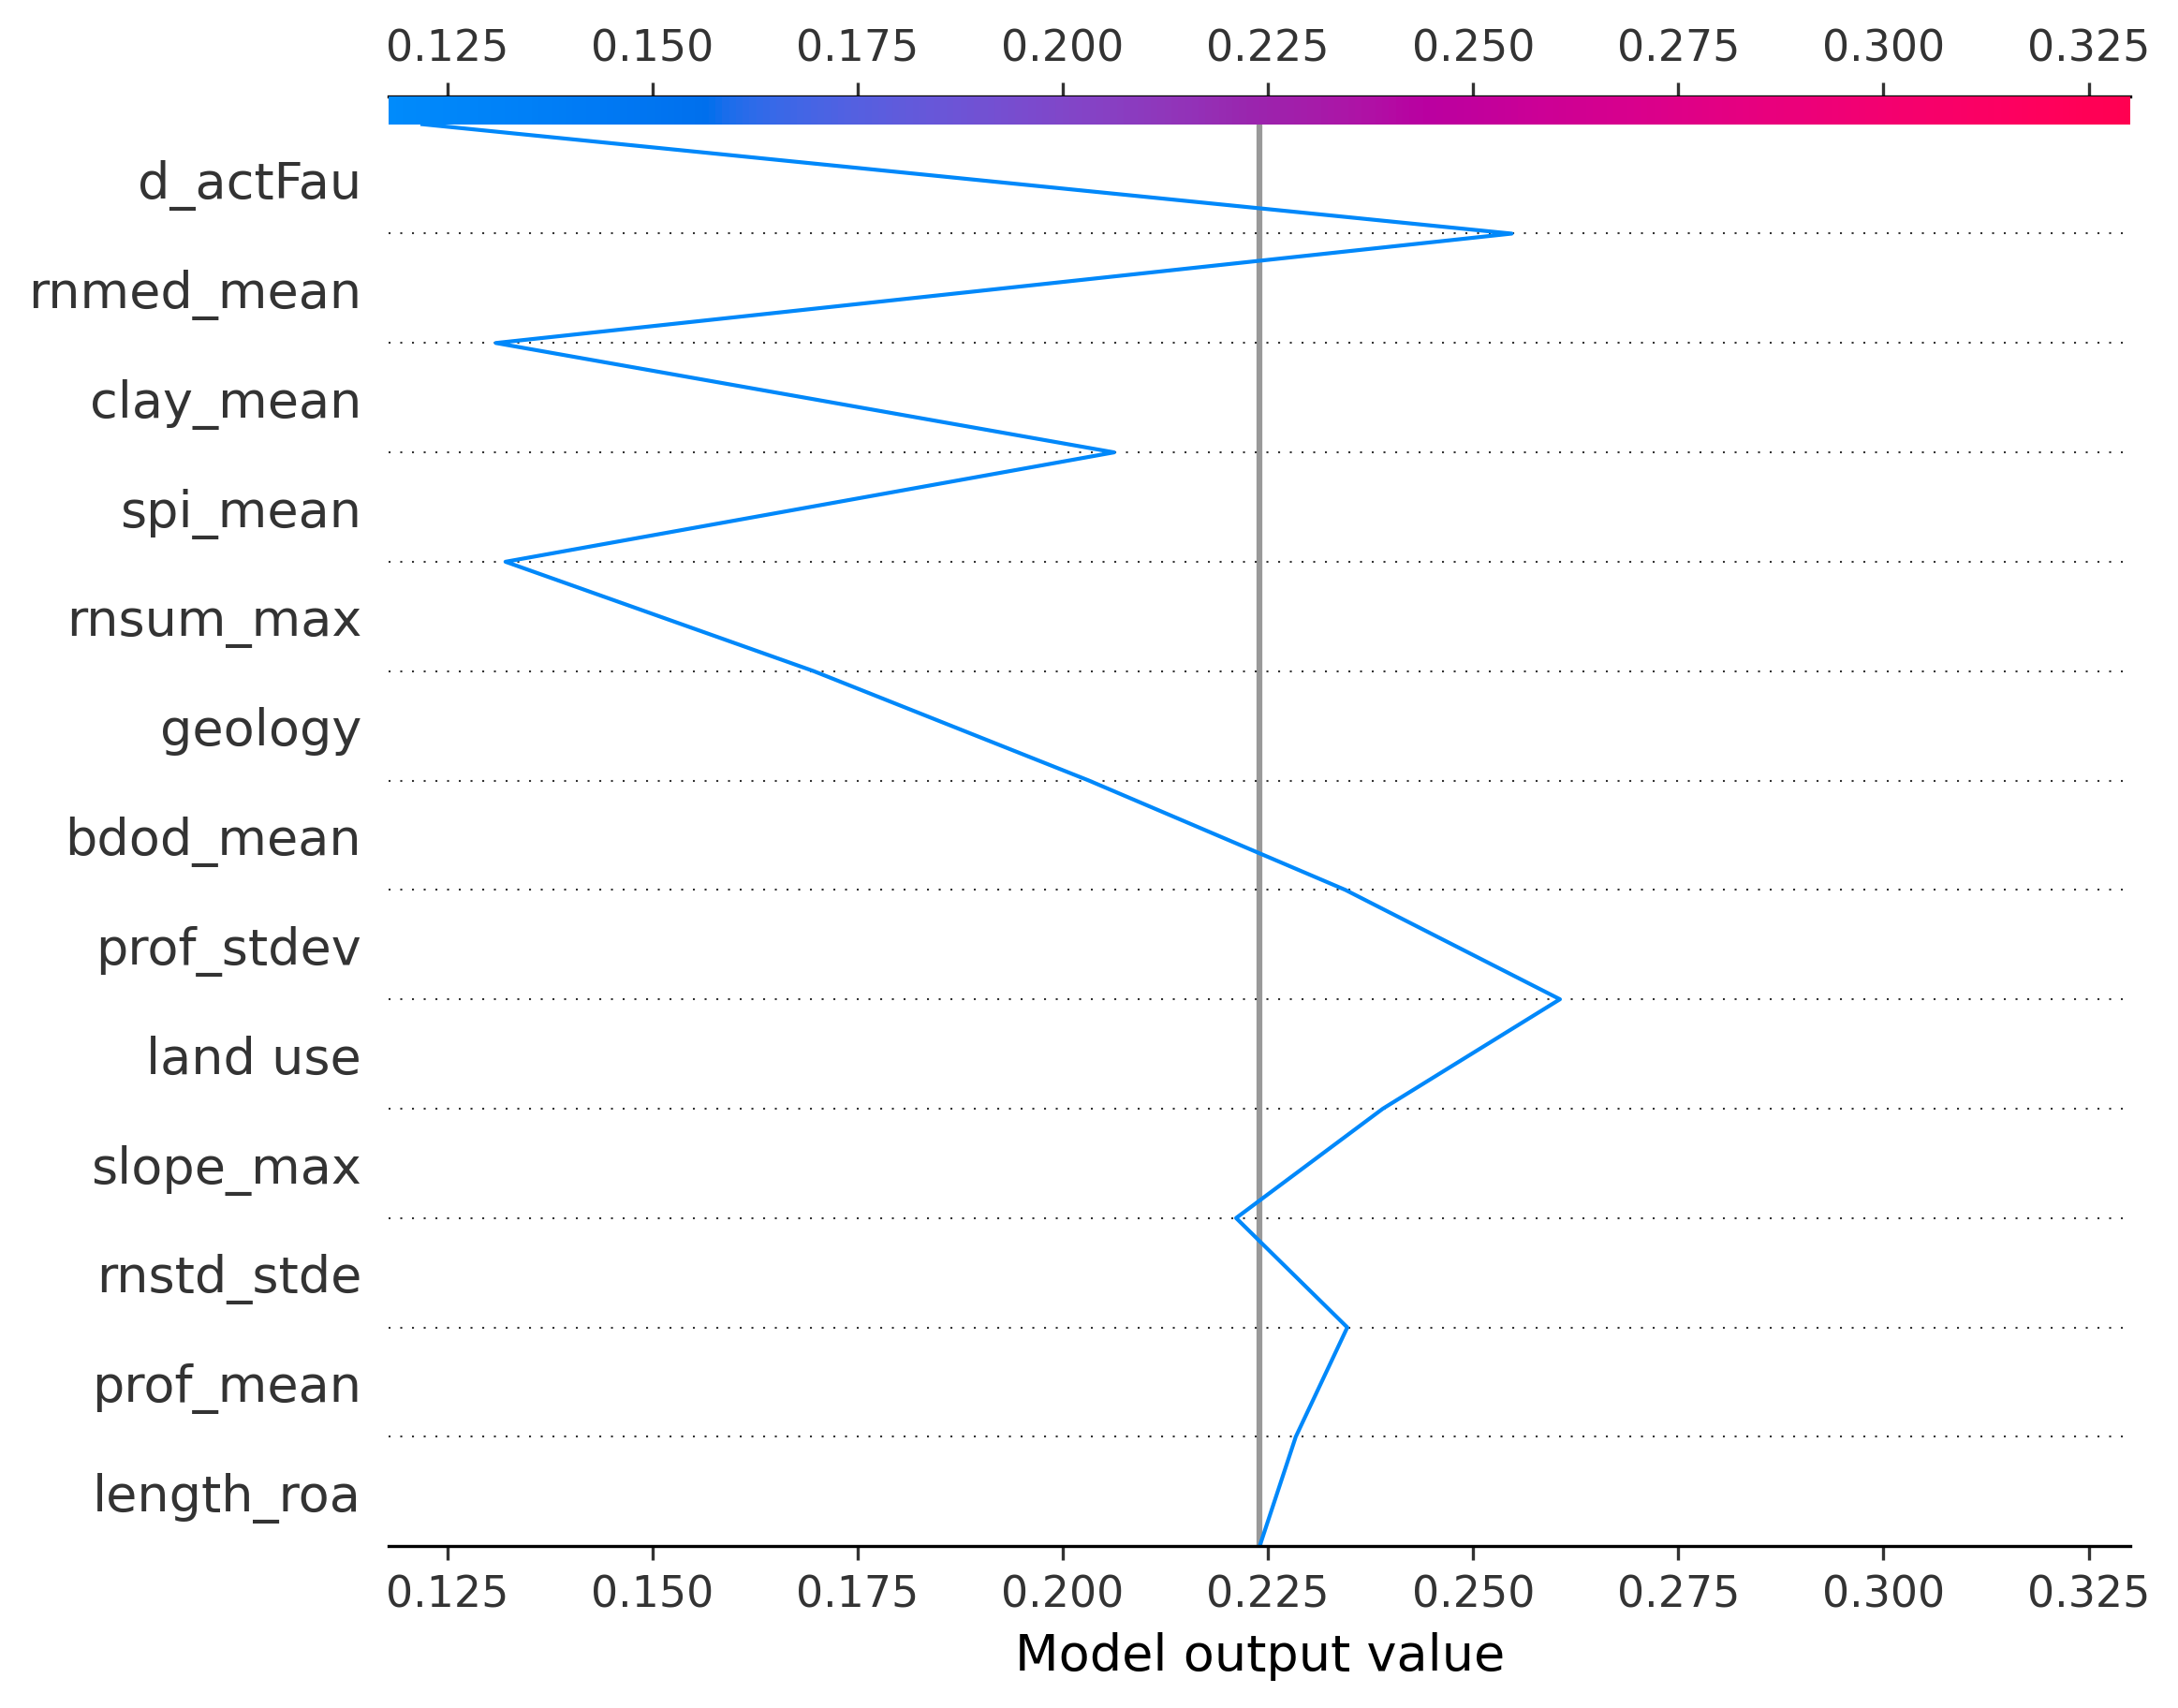 0.125 0.150 0.175 0.200 0.225 0.250 0.275 0.300 0.325
d_actFau
rnmed_mean
clay_mean
spi_mean
rnsum_max
geology
bdod_mean
prof_stdev
land use
slope_max
rnstd_stde
prof_mean
length_roa
0.125 0.150 0.175 0.200 0.225 0.250 0.275 0.300 0.325
Model output value